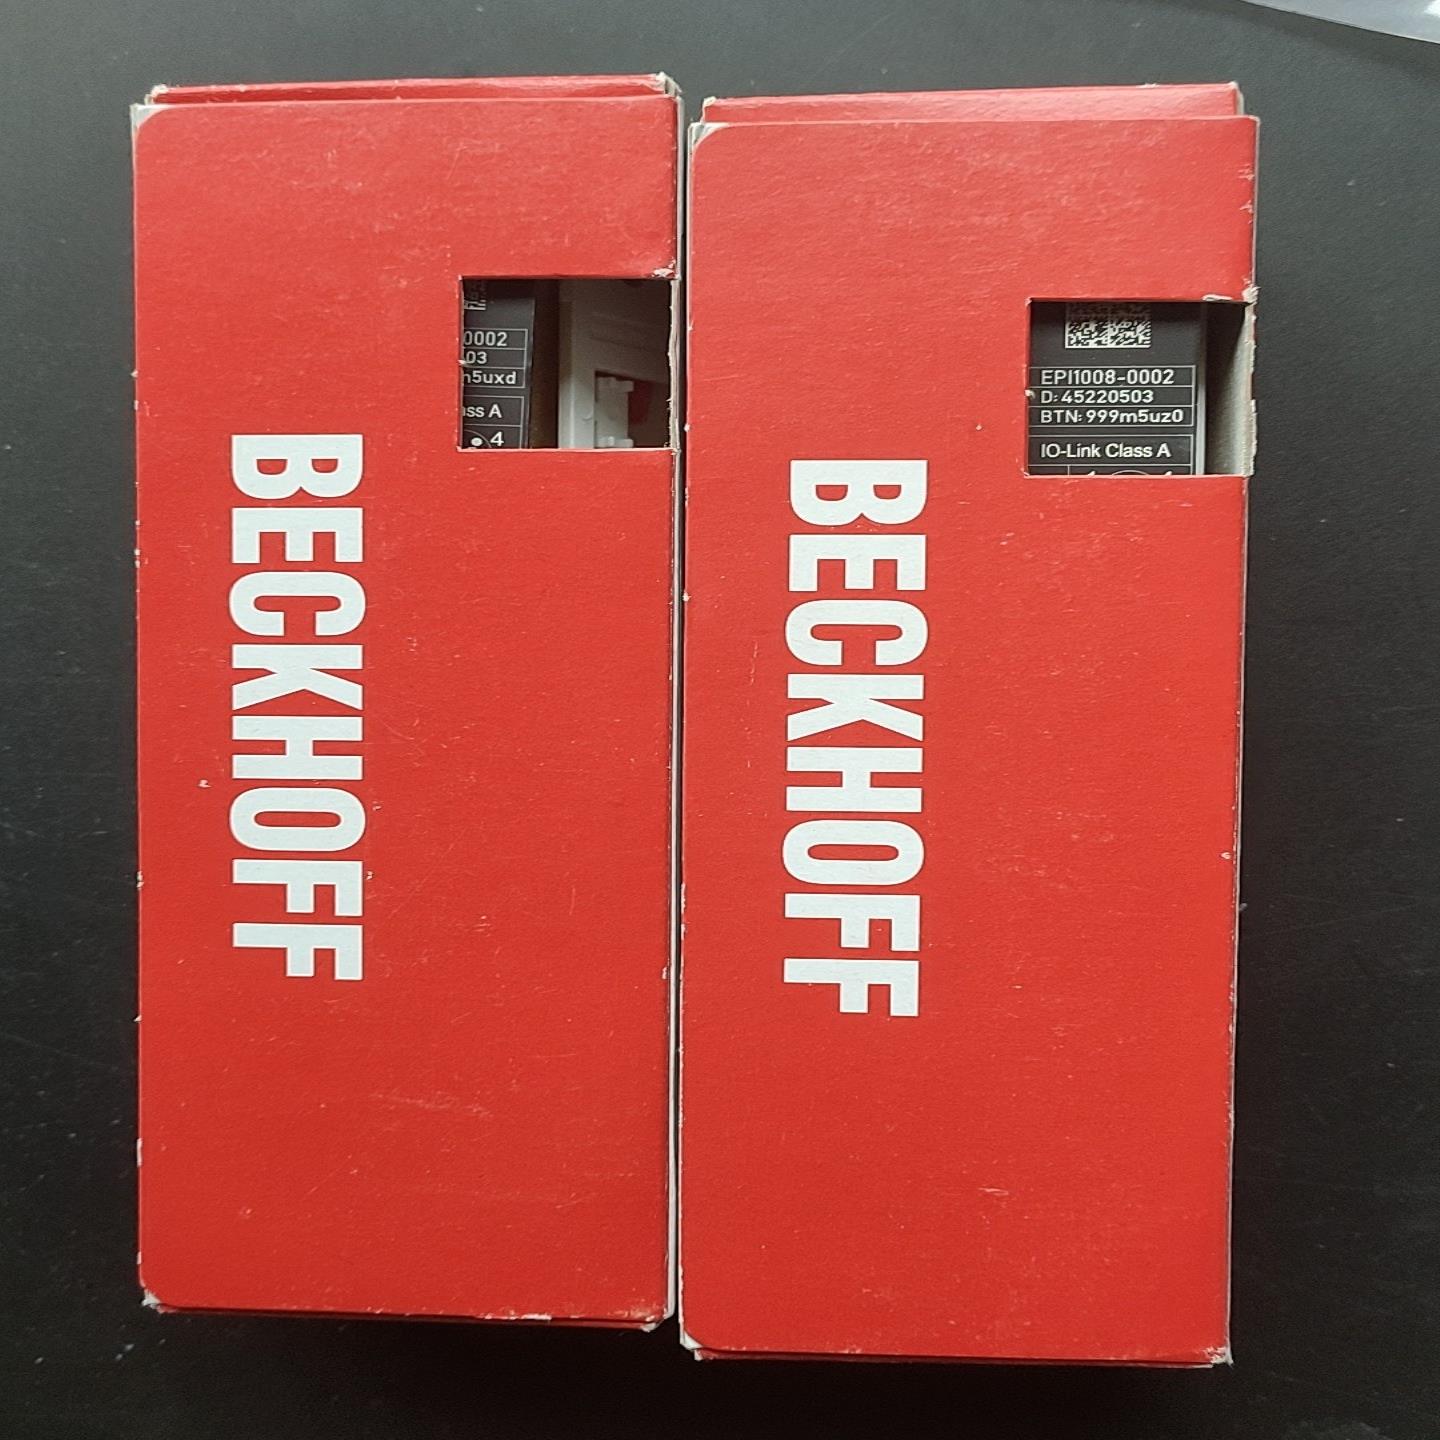 0002
03
n5uxd
ass A
4
BECKHOFF
EPI1008-0002
D: 45220503
BTN: 999m5uz0
IO-Link Class A
BECKHOFF